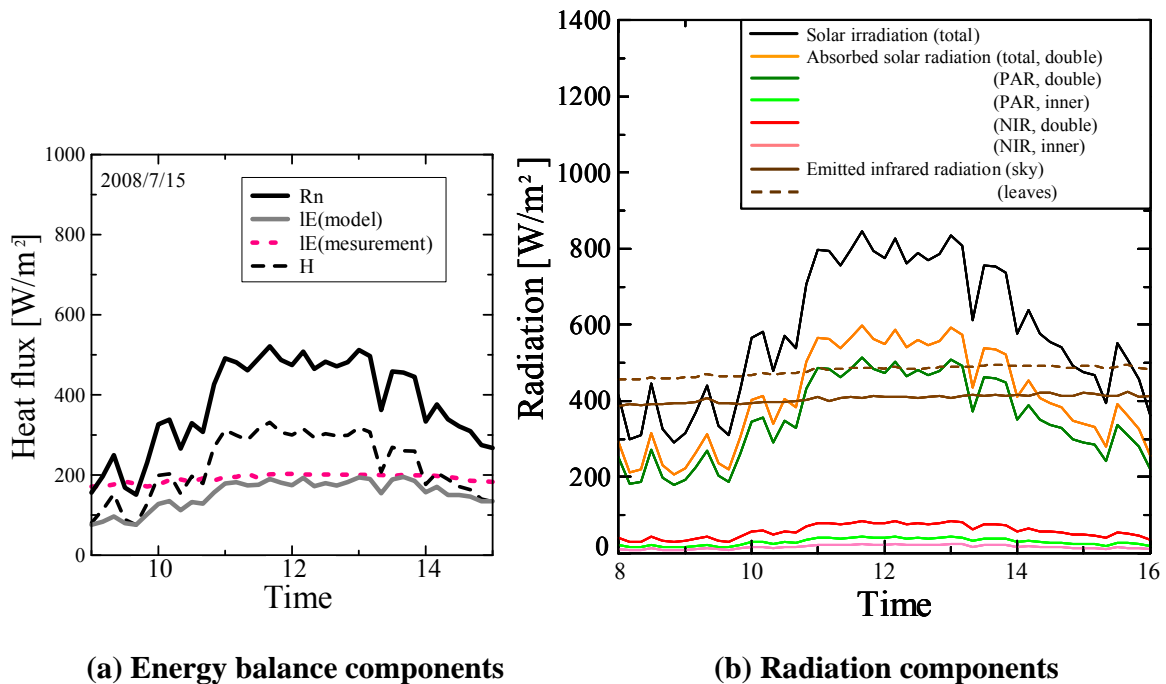 1000
800
600
400
200
0
Heat flux [W/m²]
2008/7/15
Rn
lE(model)
lE(mesurement)
H
10
12
14
Time
(a) Energy balance components
1400
1200
1000
800
600
400
200
0
Radiation [W/m²]
Solar irradiation (total)
Absorbed solar radiation (total, double)
(PAR, double)
(PAR, inner)
(NIR, double)
(NIR, inner)
Emitted infrared radiation (sky)
(leaves)
8
10
12
14
16
Time
(b) Radiation components